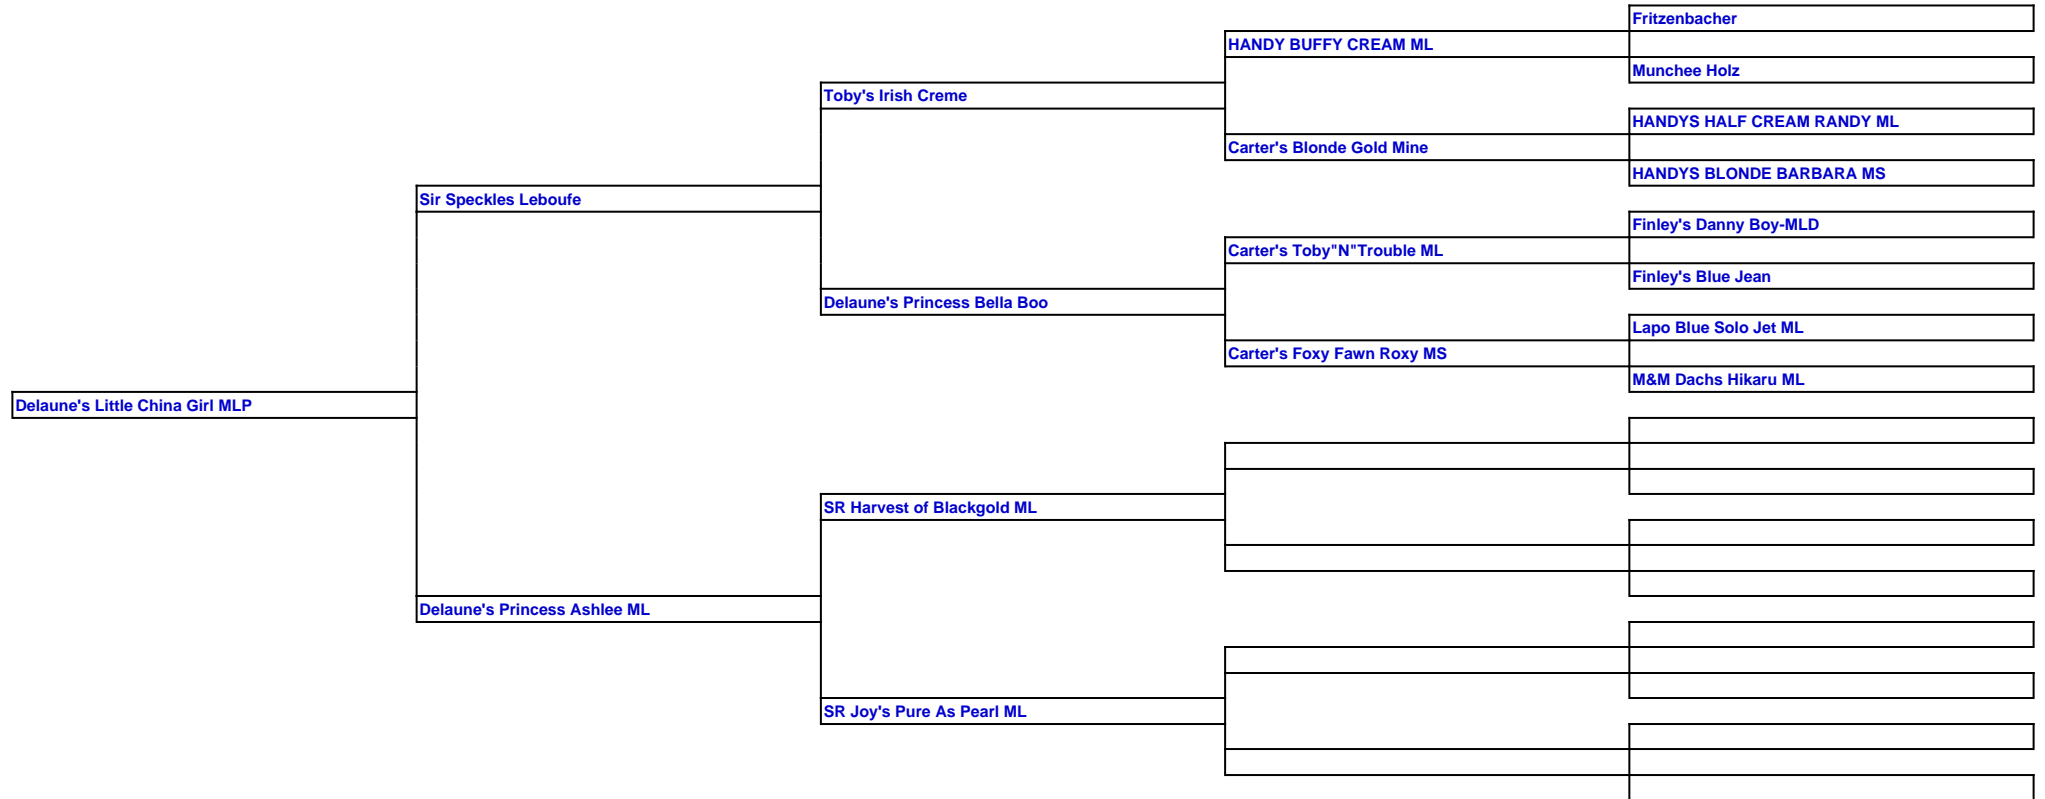 Fritzenbacher
HANDY BUFFY CREAM ML
Munchee Holz
Toby's Irish Creme
HANDYS HALF CREAM RANDY ML
Carter's Blonde Gold Mine
HANDYS BLONDE BARBARA MS
Sir Speckles Leboufe
Finley's Danny Boy-MLD
Carter's Toby"N"Trouble ML
Finley's Blue Jean
Delaune's Princess Bella Boo
Lapo Blue Solo Jet ML
Carter's Foxy Fawn Roxy MS
M&M Dachs Hikaru ML
Delaune's Little China Girl MLP
SR Harvest of Blackgold ML
Delaune's Princess Ashlee ML
SR Joy's Pure As Pearl ML